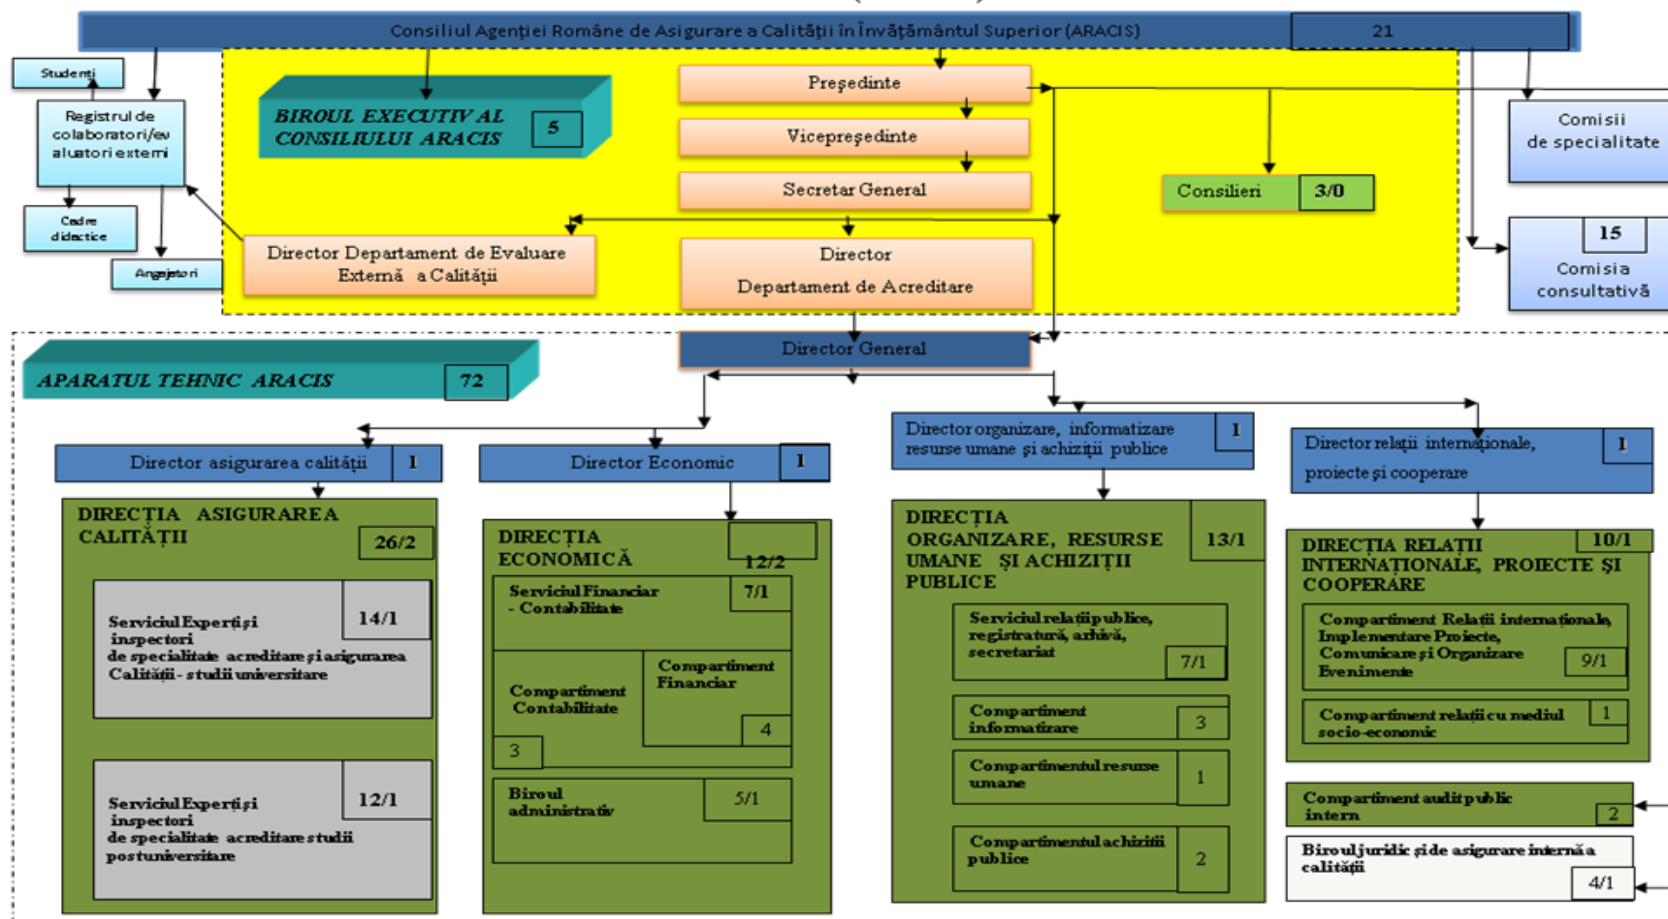 Consiliul Agenției Române de Asigurare a Calității în Învățământul Superior (ARACIS)
21
Studenți
Registrul de
colaboratori/ev
aluatori externi
Cadre
didactice
Angajatori
BIROUL EXECUTIV AL
CONSILIULUI ARACIS
5
Președinte
Vicepreședinte
Secretar General
Consilieri
3/0
Comisii
de specialitate
15
Comisia
consultativă
Director Departament de Evaluare
Externă a Calității
Director
Departament de Acreditare
Director General
APARATUL TEHNIC ARACIS
72
Director asigurarea calității
1
Director Economic
1
Director organizare, informatizare
resurse umane și achiziții publice
1
Director relații internaționale,
proiecte și cooperare
1
DIRECȚIA ASIGURAREA
CALITĂȚII
26/2
Serviciul Experți și
inspectori
de specialitate acreditare și asigurarea
Calității - studii universitare
14/1
Serviciul Experți și
inspectori
de specialitate acreditare studii
postuniversitare
12/1
DIRECȚIA
ECONOMICĂ
12/2
Serviciul Financiar
- Contabilitate
7/1
Compartiment
Contabilitate
3
Compartiment
Financiar
4
Biroul
administrativ
5/1
DIRECȚIA
ORGANIZARE, RESURSE
UMANE ȘI ACHIZIȚII
PUBLICE
13/1
Serviciul relații publice,
registratură, arhivă,
secretariat
7/1
Compartiment
informatizare
3
Compartimentul resurse
umane
1
Compartimentul achizitii
publice
2
DIRECȚIA RELAȚII
INTERNAȚIONALE, PROIECTE ȘI
COOPERARE
10/1
Compartiment Relații internaționale,
Implementare Proiecte,
Comunicare și Organizare
Evenimente
9/1
Compartiment relații cu mediul
socio-economic
1
Compartiment audit public
intern
2
Biroul juridic și de asigurare internă a
calității
4/1